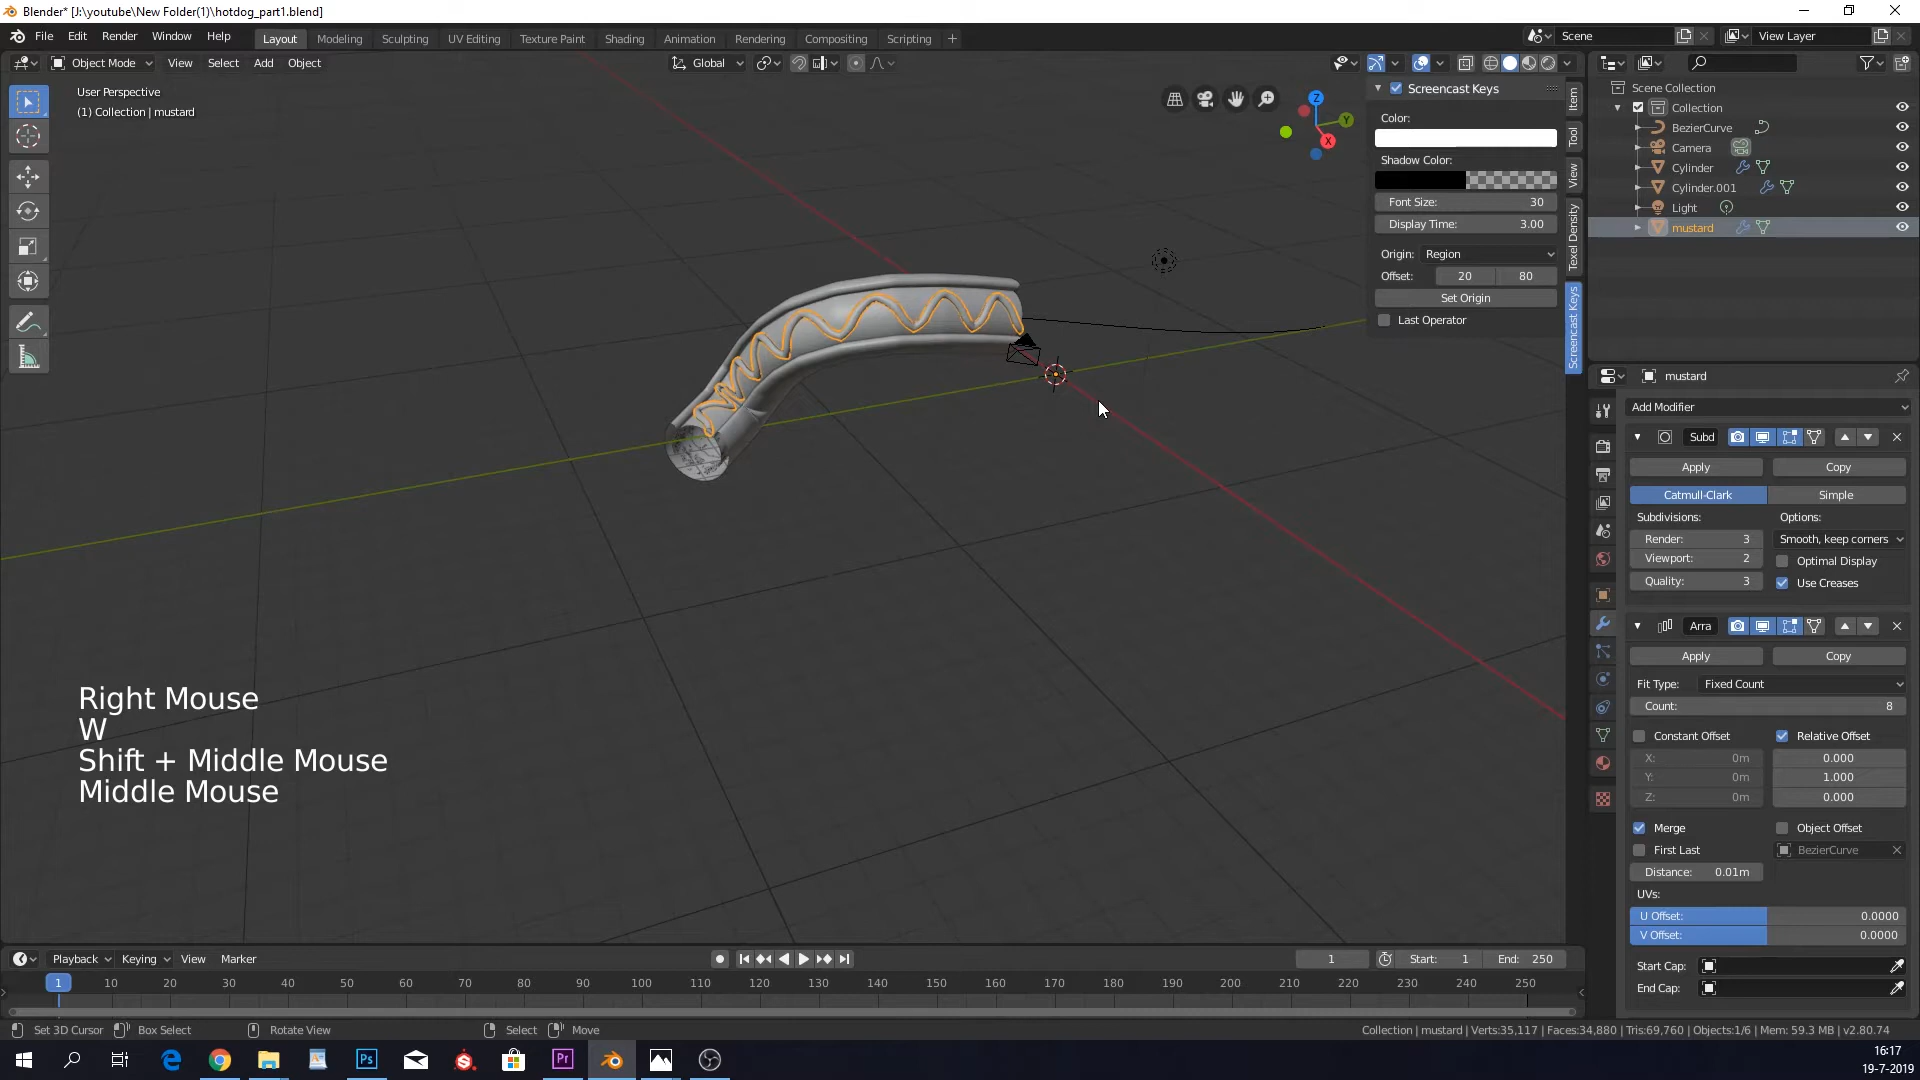 Blender* [J:\youtube\New Folder(1)\hotdog_part1.blend]
File Edit Render Window Help
Layout Modeling Sculpting UV Editing Texture Paint Shading Animation Rendering Compositing Scripting +
Scene
View Layer
Object Mode View Select Add Object
Global
User Perspective
(1) Collection | mustard
Z
Y
X
Screencast Keys
Color:
Shadow Color:
Font Size: 30
Display Time: 3.00
Origin: Region
Offset: 20 80
Set Origin
Last Operator
Item
Tool
View
Texel Density
Screencast Keys
Scene Collection
Collection
BezierCurve
Camera
Cylinder
Cylinder.001
Light
mustard
mustard
Add Modifier
Subd
Apply Copy
Catmull-Clark Simple
Subdivisions: Options:
Render: 3 Smooth, keep corners
Viewport: 2 Optimal Display
Quality: 3 Use Creases
Arra
Apply Copy
Fit Type: Fixed Count
Count: 8
Constant Offset Relative Offset
X: 0m 0.000
Y: 0m 1.000
Z: 0m 0.000
Merge Object Offset
First Last BezierCurve
Distance: 0.01m
UVs:
U Offset: 0.0000
V Offset: 0.0000
Start Cap:
End Cap:
Right Mouse
W
Shift + Middle Mouse
Middle Mouse
Playback Keying View Marker
1 Start: 1 End: 250
1 10 20 30 40 50 60 70 80 90 100 110 120 130 140 150 160 170 180 190 200 210 220 230 240 250
Set 3D Cursor Box Select Rotate View Select Move
Collection | mustard | Verts:35,117 | Faces:34,880 | Tris:69,760 | Objects:1/6 | Mem: 59.3 MB | v2.80.74
Ps
Pr
16:17
19-7-2019